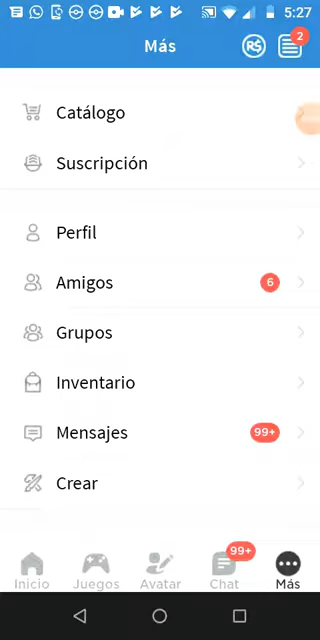 5:27
Más
R$
2
Catálogo
Suscripción
Perfil
Amigos 6
Grupos
Inventario
Mensajes 99+
Crear
99+
Inicio Juegos Avatar Chat Más